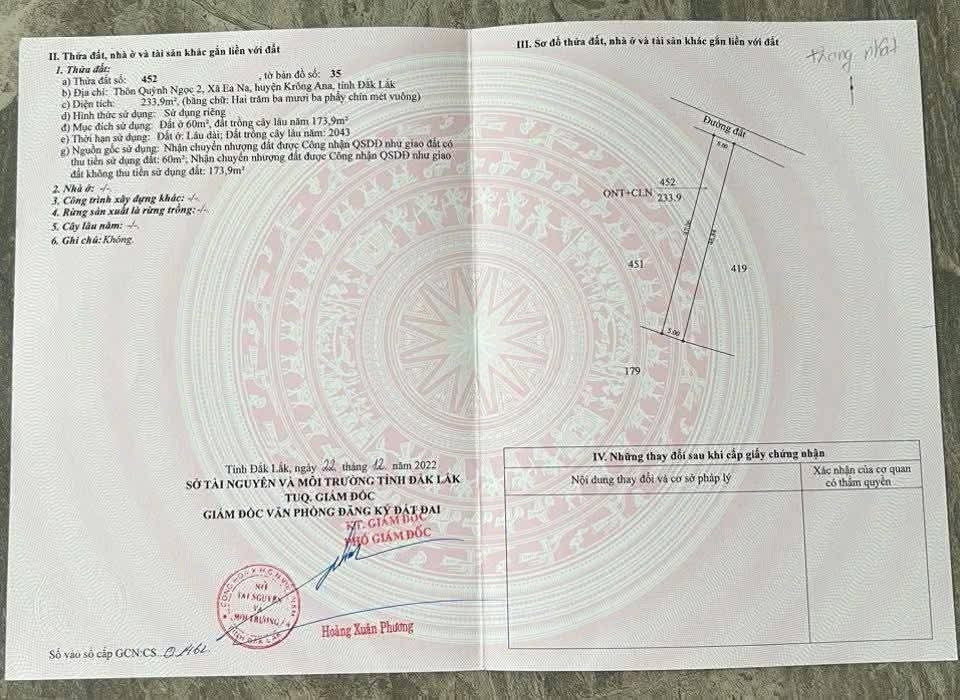 II. Thửa đất, nhà ở và tài sản khác gắn liền với đất
1. Thửa đất:
a) Thửa đất số: 452 , tờ bản đồ số: 35
b) Địa chỉ: Thôn Quỳnh Ngọc 2, Xã Ea Na, huyện Krông Ana, tỉnh Đắk Lắk
c) Diện tích: 233,9m², (bằng chữ: Hai trăm ba mươi ba phẩy chín mét vuông)
d) Hình thức sử dụng: Sử dụng riêng
đ) Mục đích sử dụng: Đất ở 60m², đất trồng cây lâu năm 173,9m²
e) Thời hạn sử dụng: Đất ở: Lâu dài; Đất trồng cây lâu năm: 2043
g) Nguồn gốc sử dụng: Nhận chuyển nhượng đất được Công nhận QSDĐ như giao đất có
thu tiền sử dụng đất: 60m²; Nhận chuyển nhượng đất được Công nhận QSDĐ như giao
đất không thu tiền sử dụng đất: 173,9m²
2. Nhà ở: -/-
3. Công trình xây dựng khác: -/-
4. Rừng sản xuất là rừng trồng: -/-
5. Cây lâu năm: -/-
6. Ghi chú: Không.
Tỉnh Đắk Lắk, ngày 22 tháng 12 năm 2022
SỞ TÀI NGUYÊN VÀ MÔI TRƯỜNG TỈNH ĐẮK LẮK
TUQ. GIÁM ĐỐC
GIÁM ĐỐC VĂN PHÒNG ĐĂNG KÝ ĐẤT ĐAI
KT. GIÁM ĐỐC
PHÓ GIÁM ĐỐC
SỞ
TÀI NGUYÊN
VÀ
MÔI TRƯỜNG
TỈNH ĐẮK LẮK
Hoàng Xuân Phương
Số vào sổ cấp GCN:CS
III. Sơ đồ thửa đất, nhà ở và tài sản khác gắn liền với đất
thong nhất
Đường đất
5.00
ONT+CLN 452
233.9
451
419
5.00
179
IV. Những thay đổi sau khi cấp giấy chứng nhận
Nội dung thay đổi và cơ sở pháp lý
Xác nhận của cơ quan
có thẩm quyền